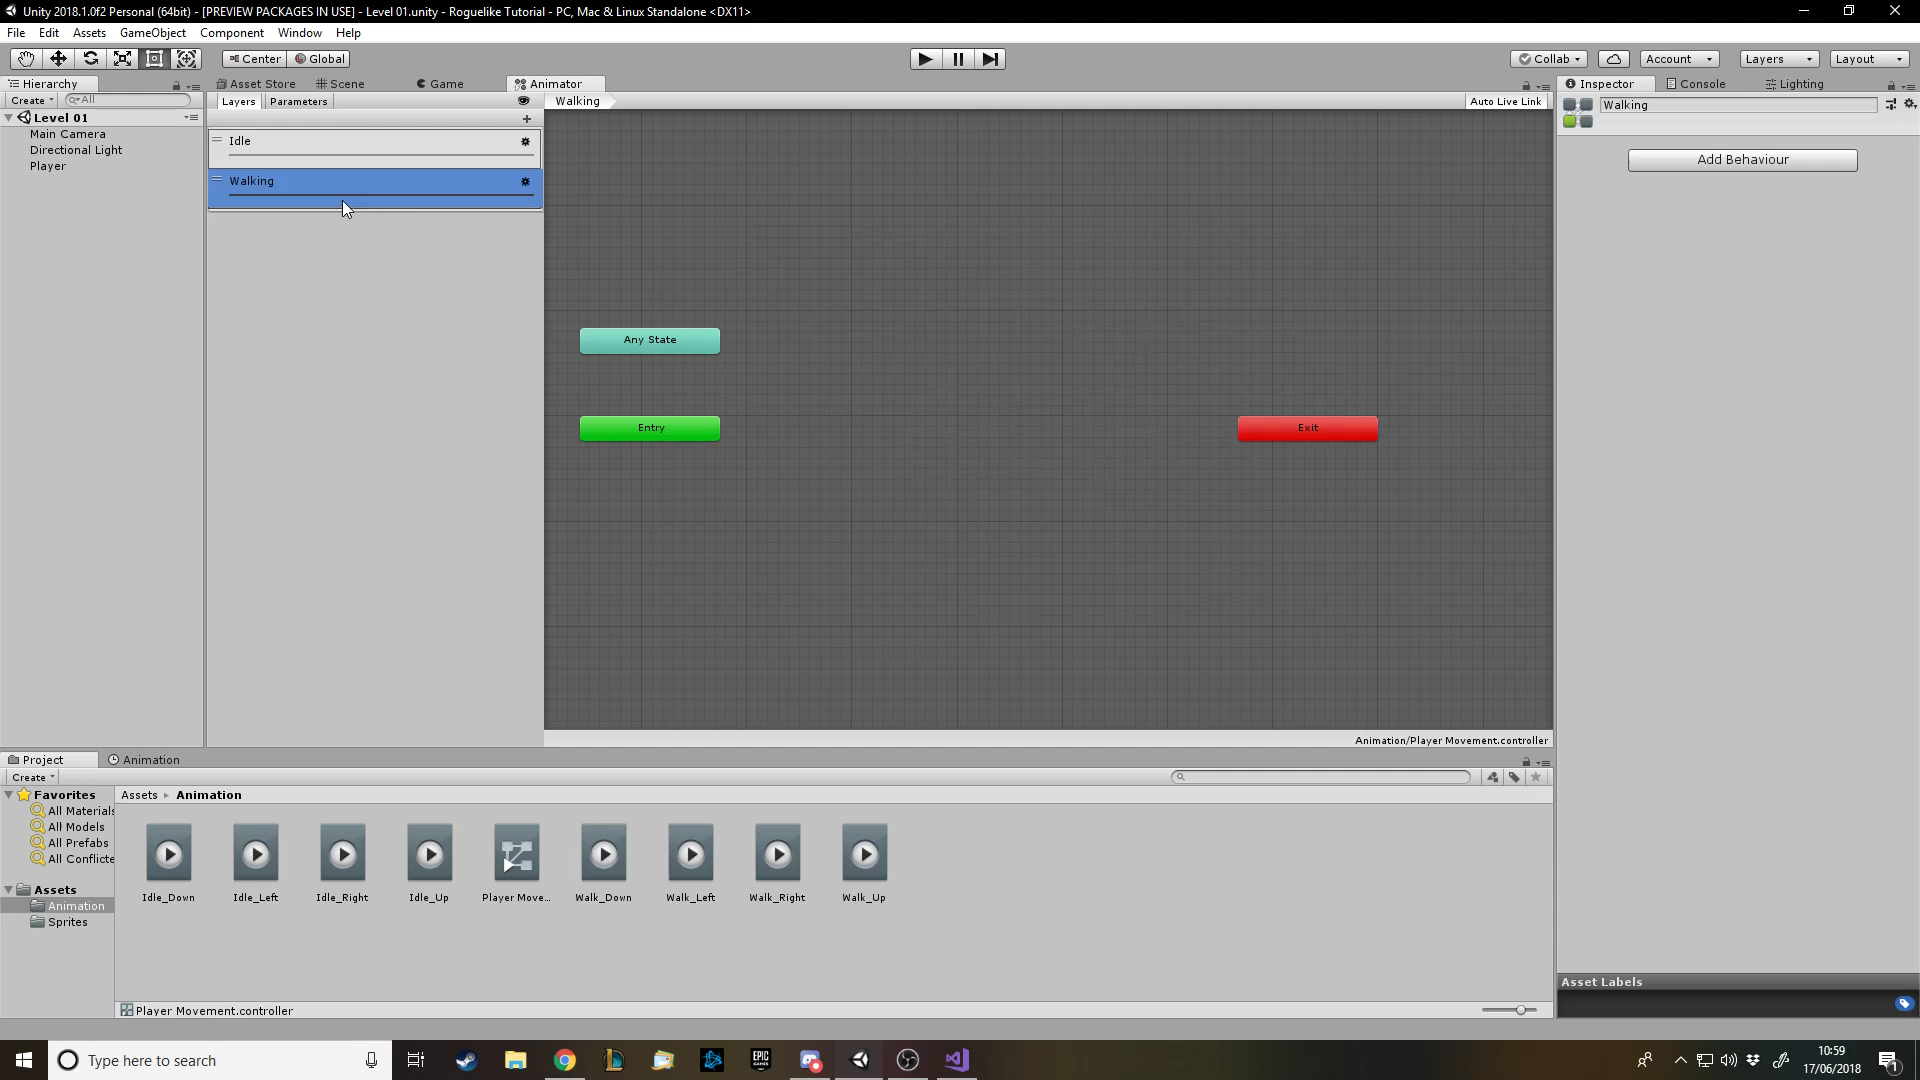 Unity 2018.1.0f2 Personal (64bit) - [PREVIEW PACKAGES IN USE] - Level 01.unity - Roguelike Tutorial - PC, Mac & Linux Standalone <DX11>
File Edit Assets GameObject Component Window Help
Center Global Collab Account Layers Layout
Hierarchy Asset Store Scene Game Animator Inspector Console Lighting
Create All Layers Parameters Walking Auto Live Link Walking
Level 01
Main Camera
Directional Light
Player
Idle
Walking
Add Behaviour
Any State
Entry
Exit
Animation/Player Movement.controller
Project Animation
Create
Favorites
All Materials
All Models
All Prefabs
All Conflicte
Assets
Animation
Sprites
Assets Animation
Idle_Down Idle_Left Idle_Right Idle_Up Player Move... Walk_Down Walk_Left Walk_Right Walk_Up
Player Movement.controller
Asset Labels
Type here to search
EPIC GAMES
10:59
17/06/2018
1